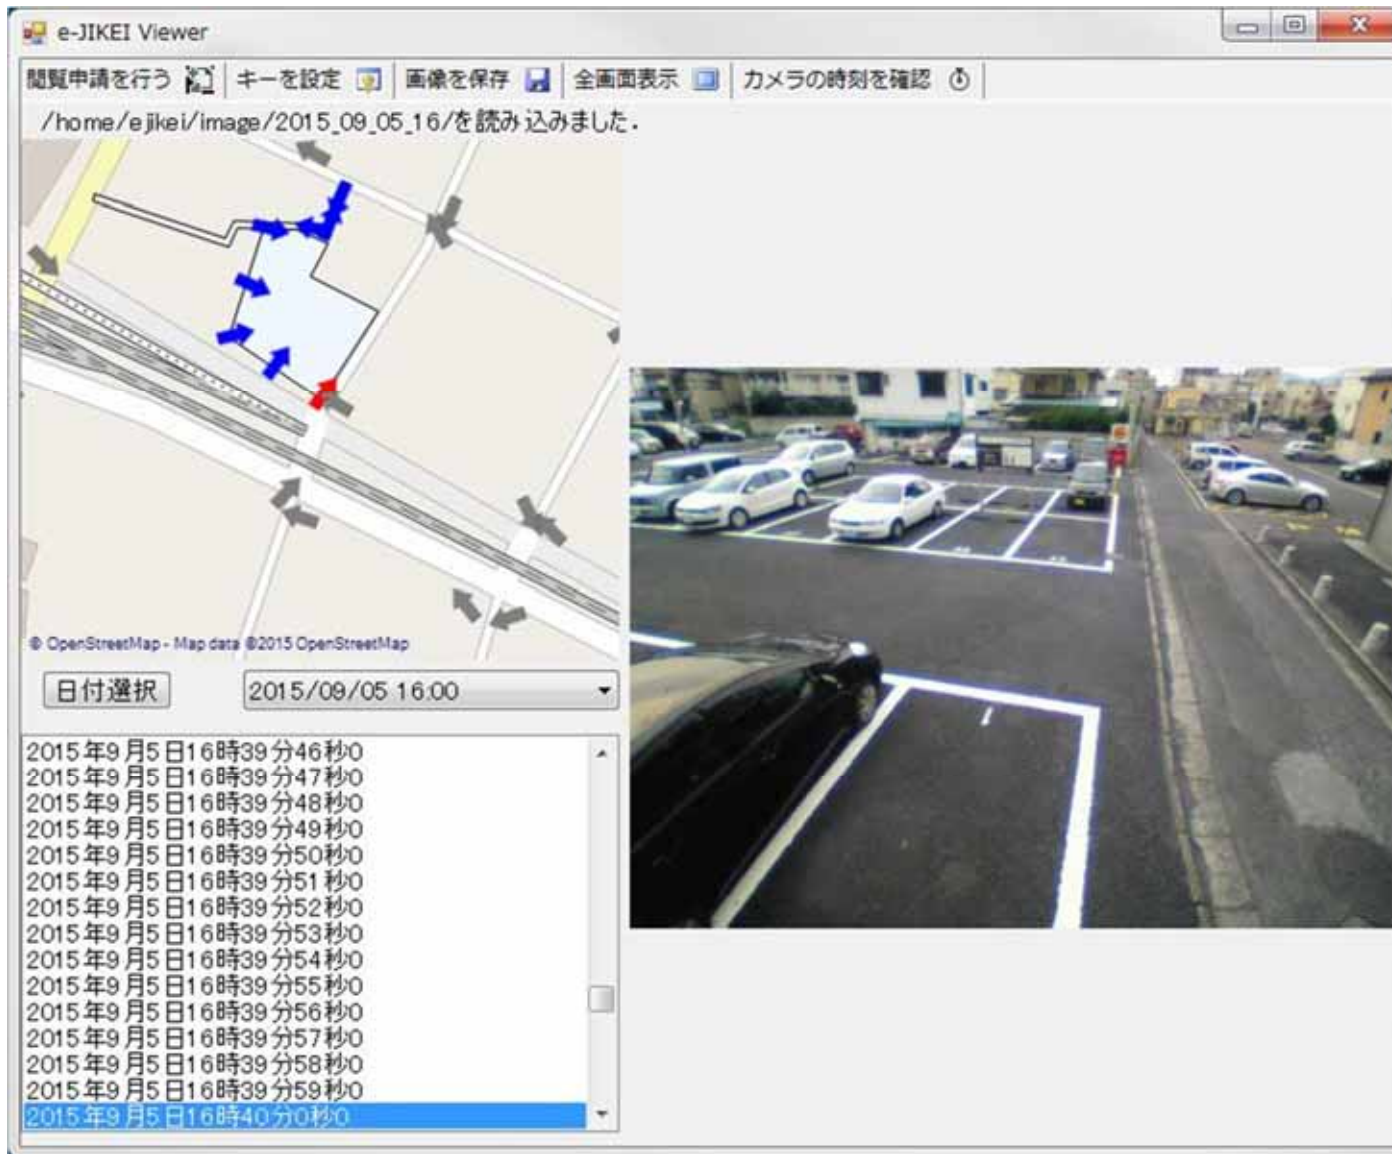 e-JIKEI Viewer
閲覧申請を行う キーを設定 画像を保存 全画面表示 カメラの時刻を確認
/home/ejikei/image/2015_09_05_16/を読み込みました.
© OpenStreetMap - Map data ©2015 OpenStreetMap
日付選択 2015/09/05 16:00
2015年9月5日16時39分46秒0
2015年9月5日16時39分47秒0
2015年9月5日16時39分48秒0
2015年9月5日16時39分49秒0
2015年9月5日16時39分50秒0
2015年9月5日16時39分51秒0
2015年9月5日16時39分52秒0
2015年9月5日16時39分53秒0
2015年9月5日16時39分54秒0
2015年9月5日16時39分55秒0
2015年9月5日16時39分56秒0
2015年9月5日16時39分57秒0
2015年9月5日16時39分58秒0
2015年9月5日16時39分59秒0
2015年9月5日16時40分0秒0